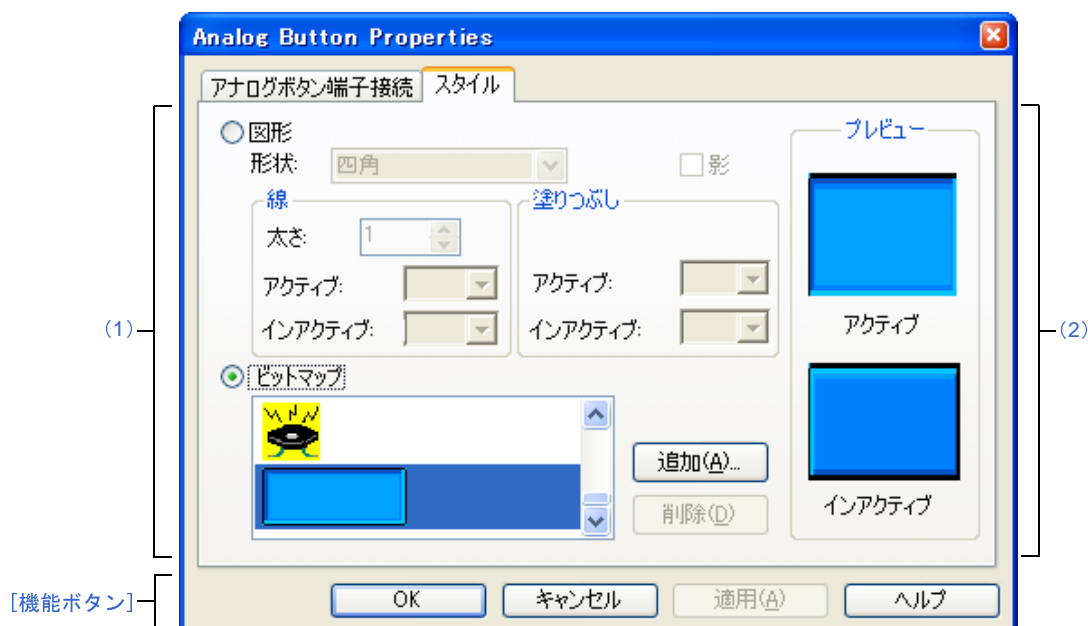 Analog Button Properties
アナログボタン端子接続
スタイル
図形
形状:
四角
影
線
太さ:
1
アクティブ:
インアクティブ:
塗りつぶし
アクティブ:
インアクティブ:
ビットマップ
追加(A)...
削除(D)
プレビュー
アクティブ
インアクティブ
(1)
(2)
[機能ボタン]
OK
キャンセル
適用(A)
ヘルプ